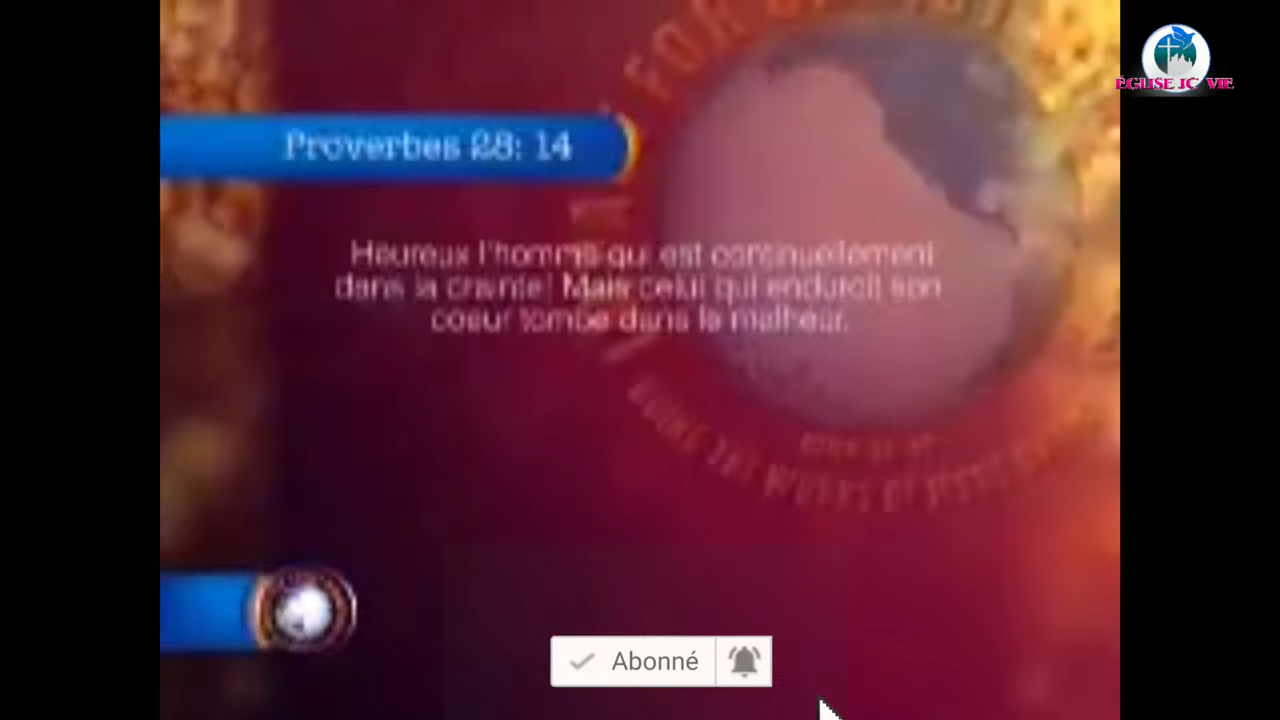 ÉGLISE JC VIE
Proverbes 28: 14
Heureux l'homme qui est continuellement
dans la crainte! Mais celui qui endurcit son
coeur tombe dans le malheur.
Abonné